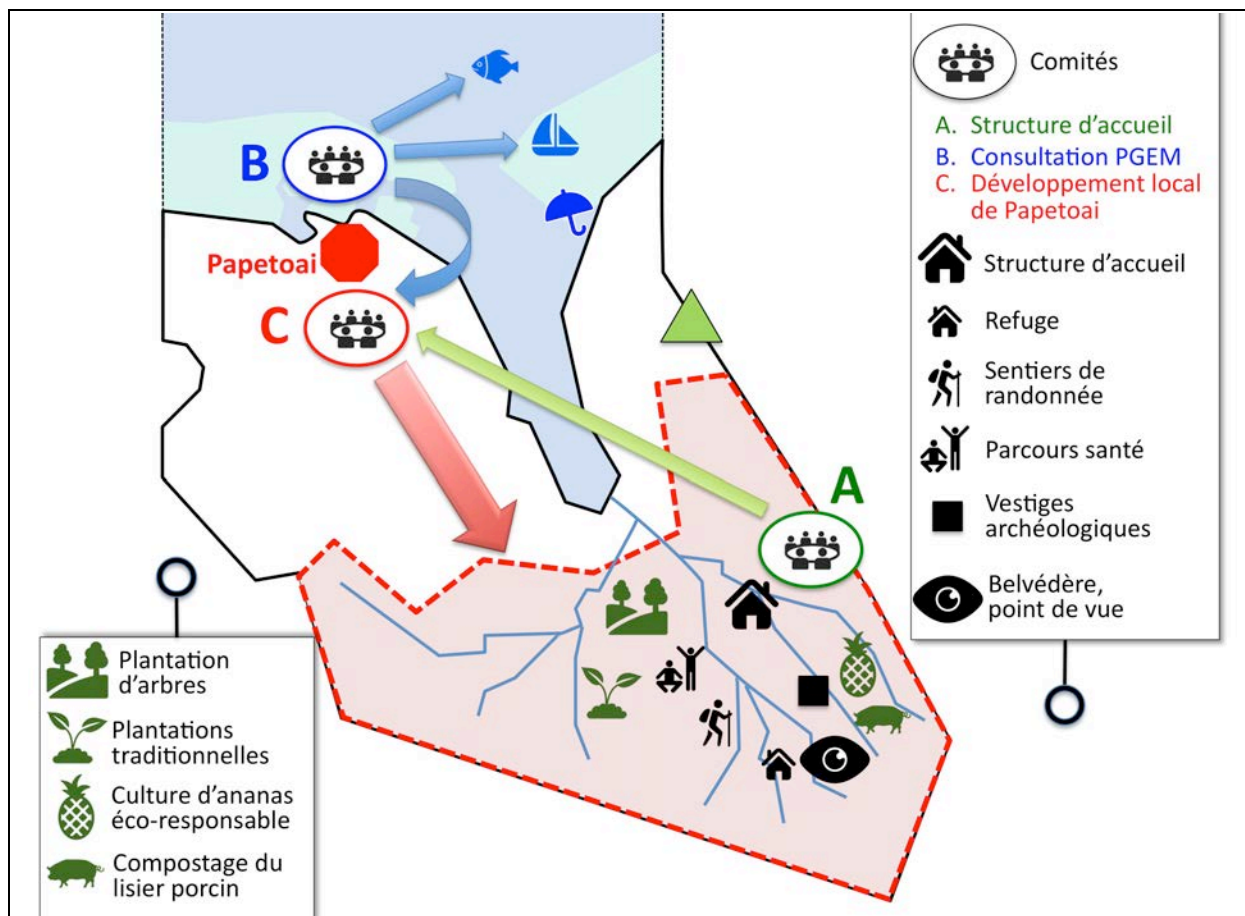 B
Papetoai
C
A
Comités
A. Structure d'accueil
B. Consultation PGEM
C. Développement local
de Papetoai
Structure d'accueil
Refuge
Sentiers de
randonnée
Parcours santé
Vestiges
archéologiques
Belvédère,
point de vue
Plantation
d'arbres
Plantations
traditionnelles
Culture d'ananas
éco-responsable
Compostage du
lisier porcin